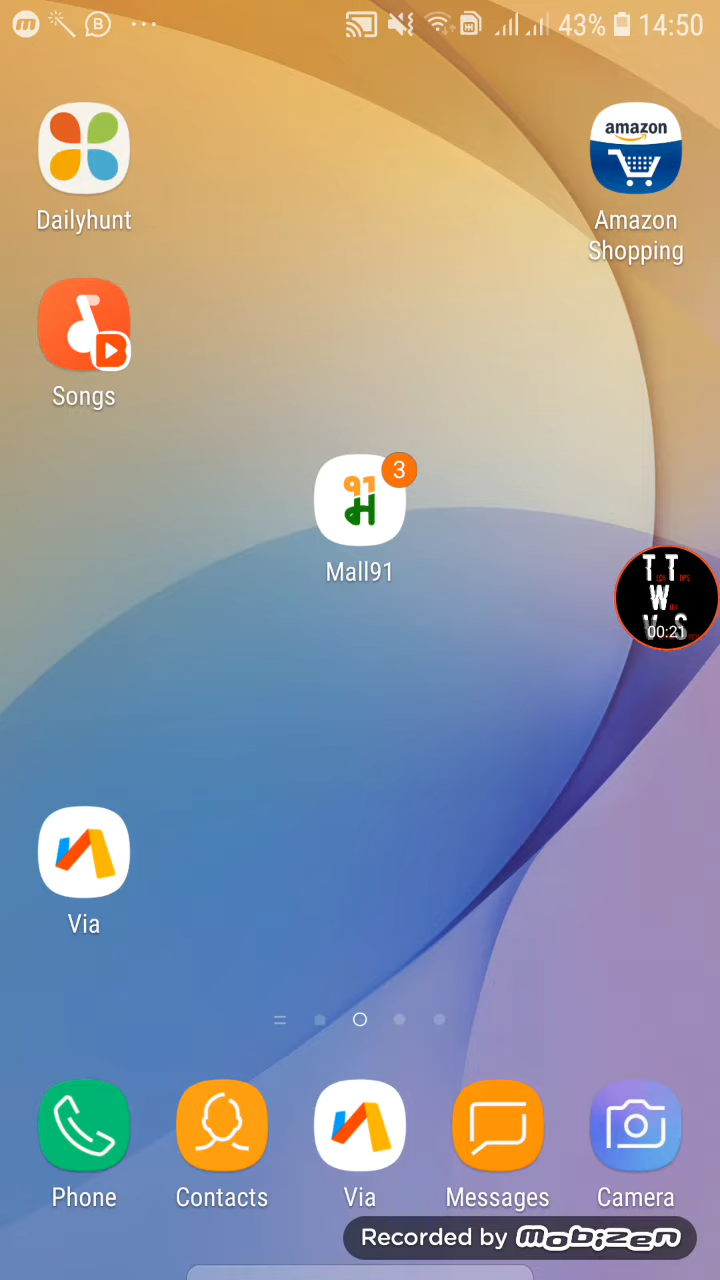 43% 14:50
amazon
Dailyhunt
Amazon
Shopping
Songs
3
91
म
Mall91
T T
W
V S
00:21
Via
Phone
Contacts
Via
Messages
Camera
Recorded by mobizen